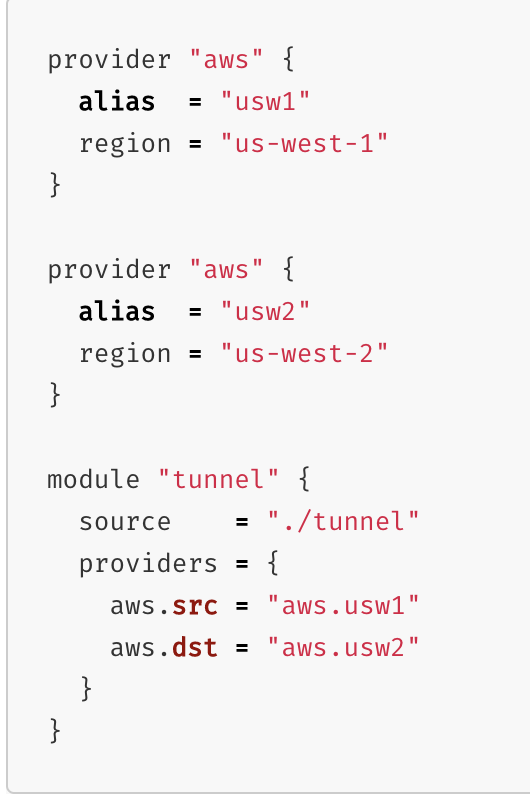 provider "aws" {
  alias  = "usw1"
  region = "us-west-1"
}

provider "aws" {
  alias  = "usw2"
  region = "us-west-2"
}

module "tunnel" {
  source    = "./tunnel"
  providers = {
    aws.src = "aws.usw1"
    aws.dst = "aws.usw2"
  }
}